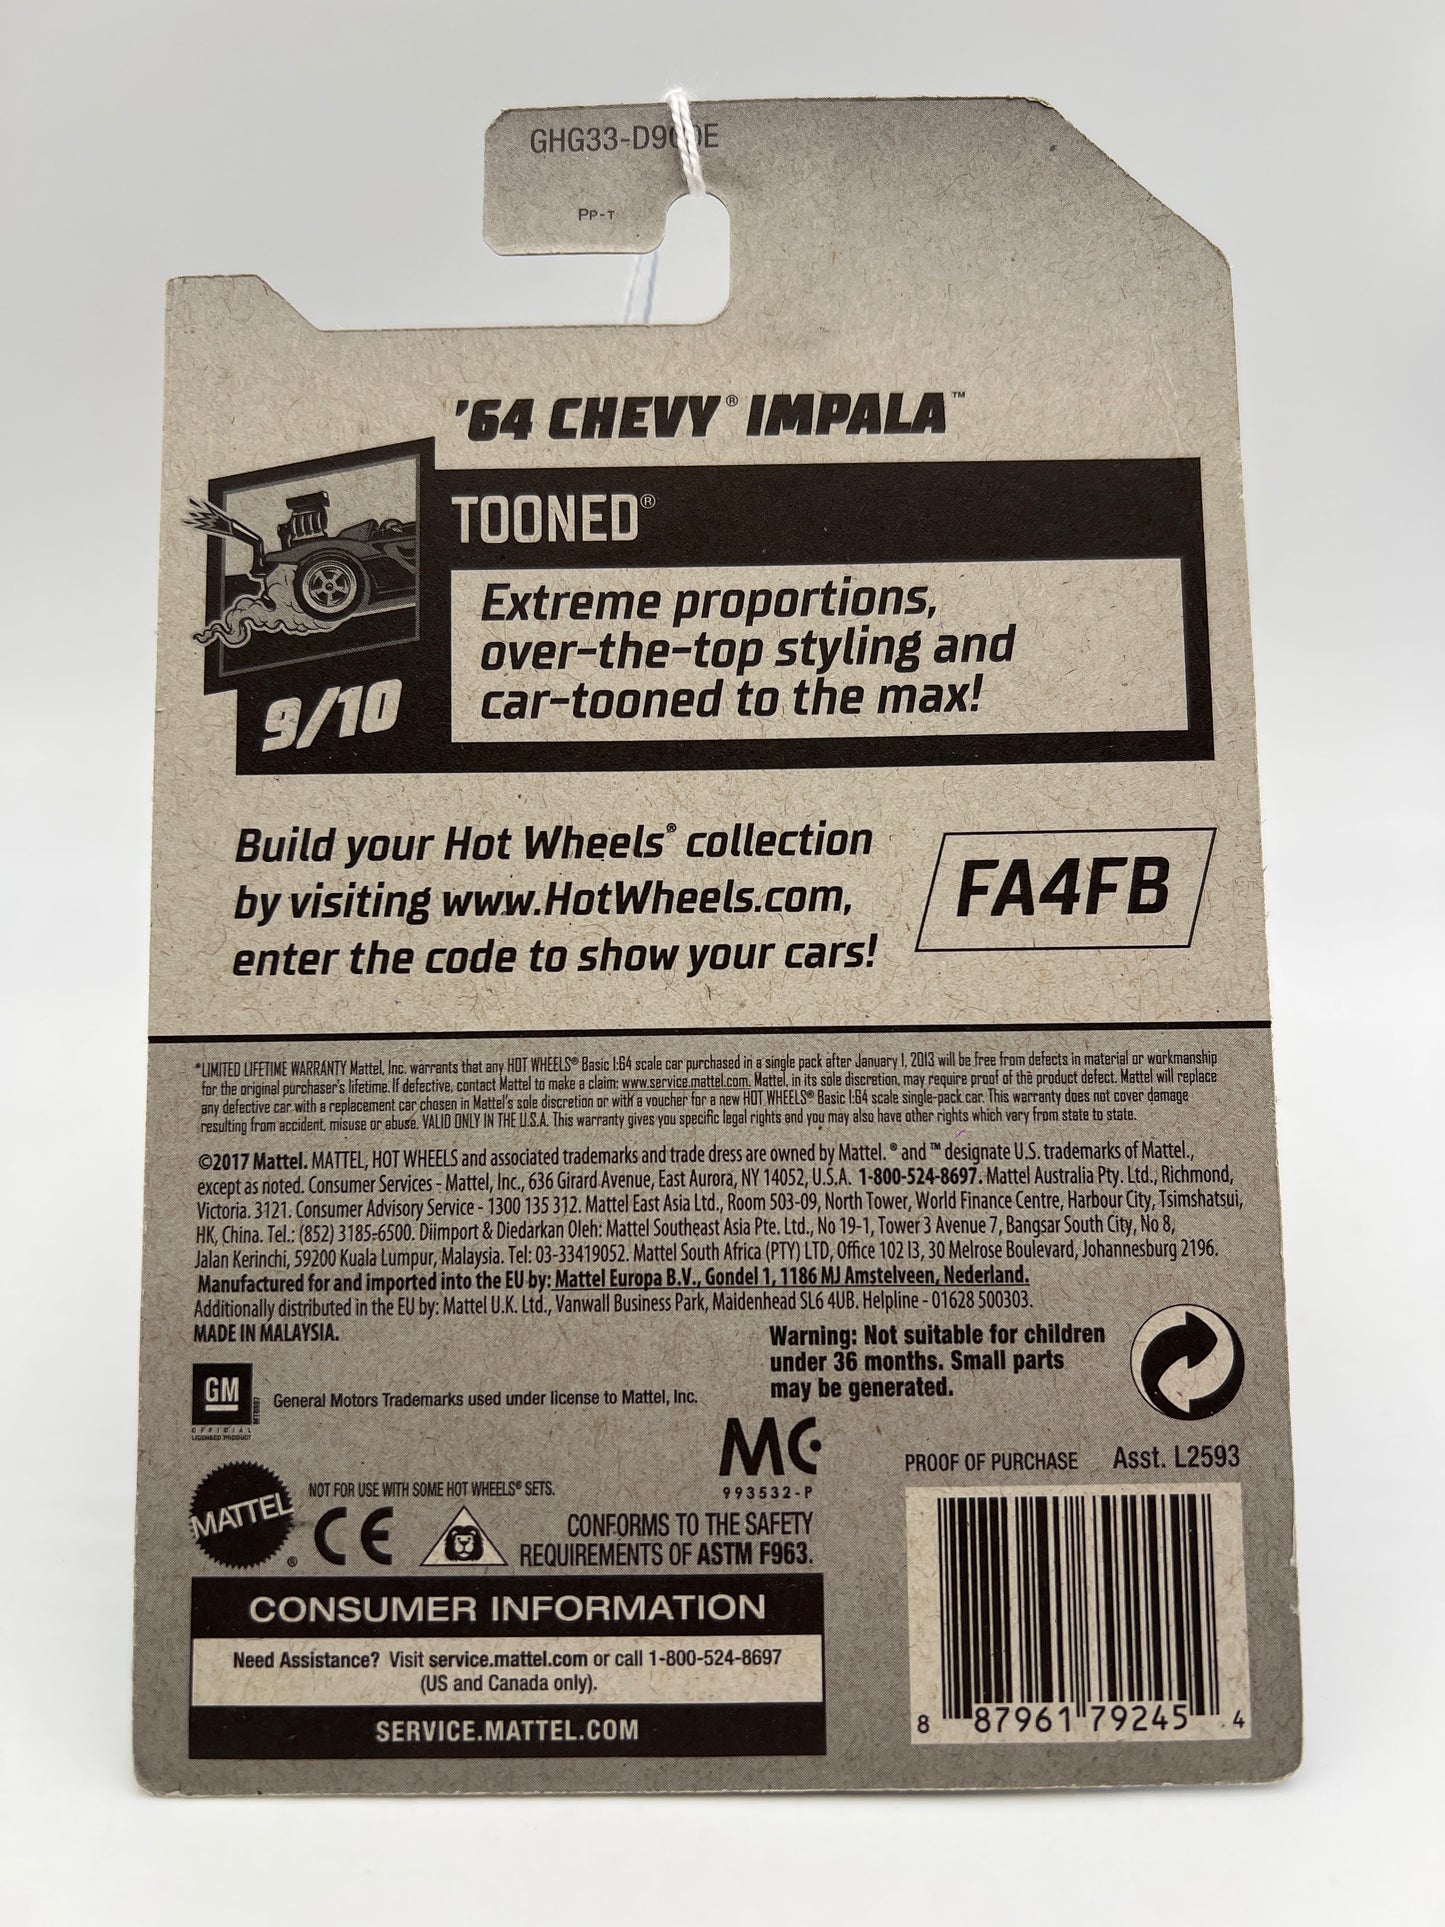 Pp-T
'64 CHEVY® IMPALA™
TOONED®
Extreme proportions,
over-the-top styling and
car-tooned to the max!
9/10
Build your Hot Wheels® collection
by visiting www.HotWheels.com,
enter the code to show your cars!
FA4FB
*LIMITED LIFETIME WARRANTY Mattel, Inc. warrants that any HOT WHEELS® Basic 1:64 scale car purchased in a single pack after January 1, 2013 will be free from defects in material or workmanship
for the original purchaser's lifetime. If defective, contact Mattel to make a claim: www.service.mattel.com. Mattel, in its sole discretion, may require proof of the product defect. Mattel will replace
any defective car with a replacement car chosen in Mattel's sole discretion or with a voucher for a new HOT WHEELS® Basic 1:64 scale single-pack car. This warranty does not cover damage
resulting from accident, misuse or abuse. VALID ONLY IN THE U.S.A. This warranty gives you specific legal rights and you may also have other rights which vary from state to state.
©2017 Mattel. MATTEL, HOT WHEELS and associated trademarks and trade dress are owned by Mattel. ® and ™ designate U.S. trademarks of Mattel.,
except as noted. Consumer Services - Mattel, Inc., 636 Girard Avenue, East Aurora, NY 14052, U.S.A. 1-800-524-8697. Mattel Australia Pty. Ltd., Richmond,
Victoria. 3121. Consumer Advisory Service - 1300 135 312. Mattel East Asia Ltd., Room 503-09, North Tower, World Finance Centre, Harbour City, Tsimshatsui,
HK, China. Tel.: (852) 3185-6500. Diimport & Diedarkan Oleh: Mattel Southeast Asia Pte. Ltd., No 19-1, Tower 3 Avenue 7, Bangsar South City, No 8,
Jalan Kerinchi, 59200 Kuala Lumpur, Malaysia. Tel: 03-33419052. Mattel South Africa (PTY) LTD, Office 102 I3, 30 Melrose Boulevard, Johannesburg 2196.
Manufactured for and imported into the EU by: Mattel Europa B.V., Gondel 1, 1186 MJ Amstelveen, Nederland.
Additionally distributed in the EU by: Mattel U.K. Ltd., Vanwall Business Park, Maidenhead SL6 4UB. Helpline - 01628 500303.
MADE IN MALAYSIA.
Warning: Not suitable for children
under 36 months. Small parts
may be generated.
GM
OFFICIAL
LICENSED PRODUCT
General Motors Trademarks used under license to Mattel, Inc.
MC
993532-P
PROOF OF PURCHASE Asst. L2593
MATTEL®
NOT FOR USE WITH SOME HOT WHEELS® SETS.
CE
CONFORMS TO THE SAFETY
REQUIREMENTS OF ASTM F963.
CONSUMER INFORMATION
Need Assistance? Visit service.mattel.com or call 1-800-524-8697
(US and Canada only).
SERVICE.MATTEL.COM
8 87961 79245 4